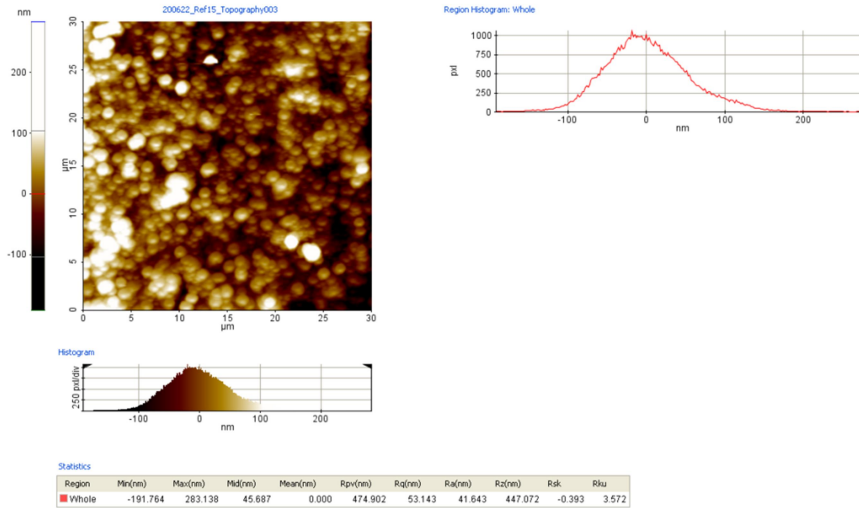 200622_Ref15_Topography003
nm
200
100
0
-100
30
25
20
15
10
5
0
µm
0 5 10 15 20 25 30
µm
Region Histogram: Whole
1000
750
500
250
0
pxl
-100 0 100 200
nm
Histogram
250 pxl/div
-100 0 100 200
nm
Statistics
Region Min(nm) Max(nm) Mid(nm) Mean(nm) Rpv(nm) Rq(nm) Ra(nm) Rz(nm) Rsk Rku
Whole -191.764 283.138 45.687 0.000 474.902 53.143 41.643 447.072 -0.393 3.572